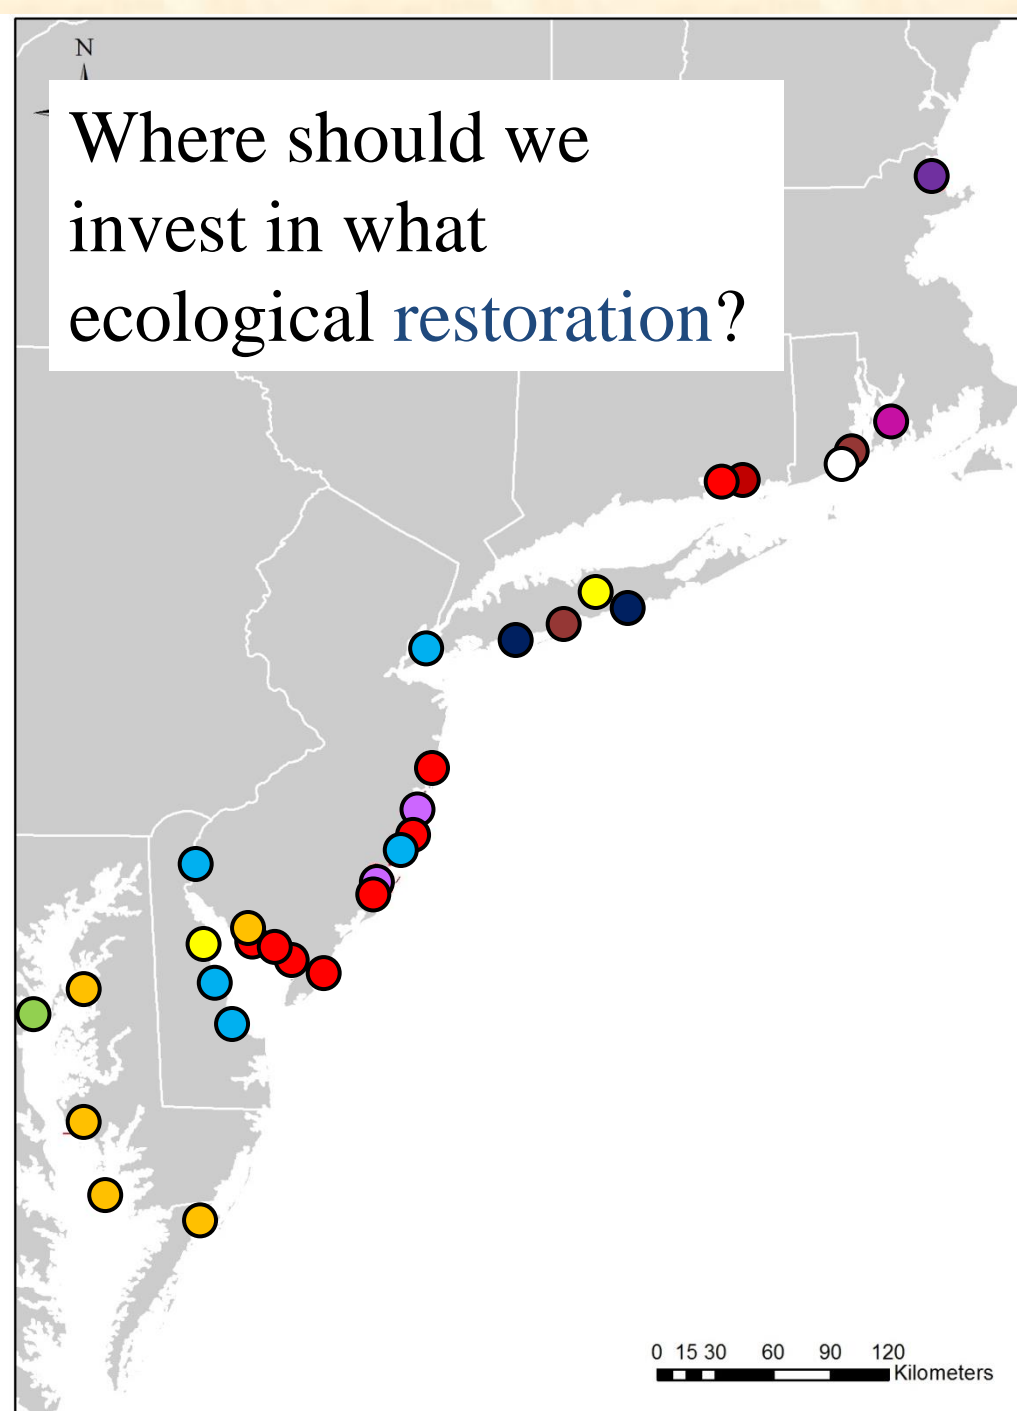 N
Where should we
invest in what
ecological restoration?
0 15 30 60 90 120
Kilometers